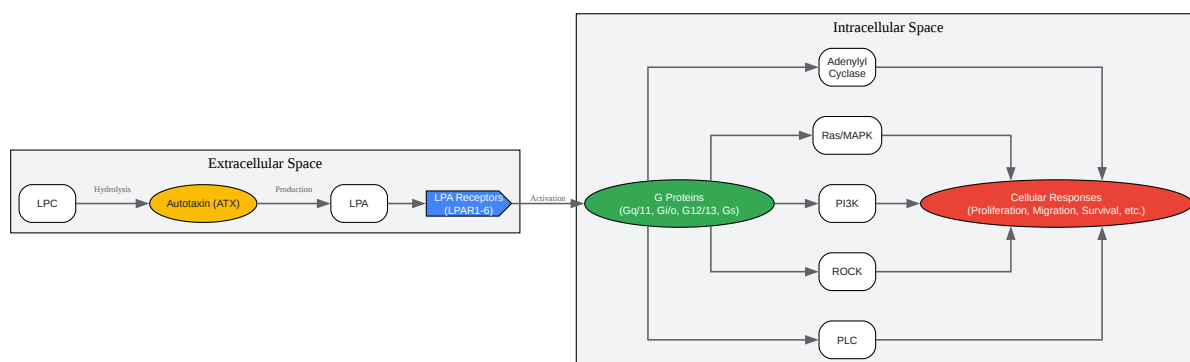 Extracellular Space
LPC
Hydrolysis
Autotaxin (ATX)
Production
LPA
LPA Receptors
(LPAR1-6)
Activation
Intracellular Space
G Proteins
(Gq/11, Gi/o, G12/13, Gs)
Adenylyl
Cyclase
Ras/MAPK
PI3K
ROCK
PLC
Cellular Responses
(Proliferation, Migration, Survival, etc.)